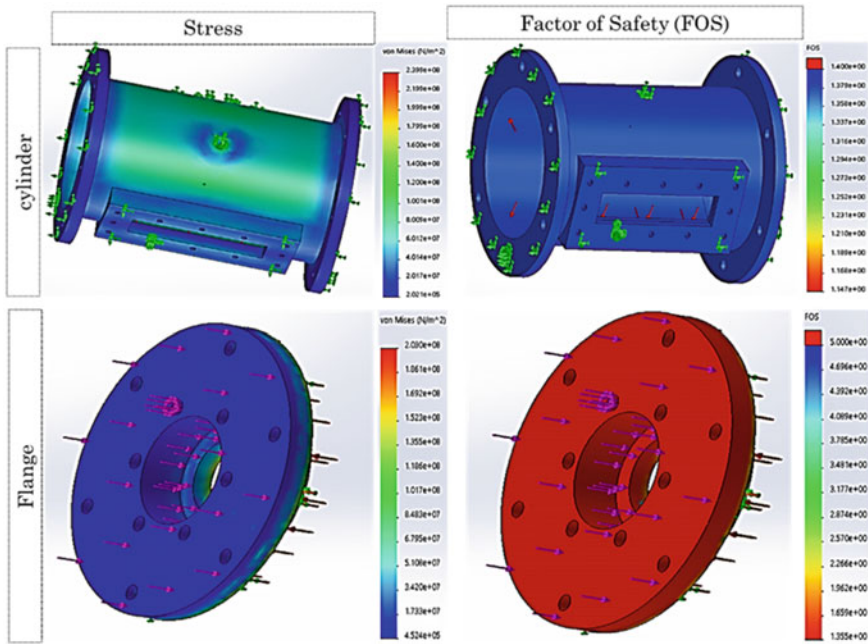 Stress
Factor of Safety (FOS)
cylinder
von Mises (N/m^2)
2.399e+08
2.199e+08
1.999e+08
1.800e+08
1.600e+08
1.400e+08
1.200e+08
1.000e+08
8.009e+07
6.012e+07
4.014e+07
2.017e+07
2.021e+05
FOS
1.400e+00
1.379e+00
1.358e+00
1.337e+00
1.316e+00
1.294e+00
1.273e+00
1.252e+00
1.231e+00
1.210e+00
1.189e+00
1.168e+00
1.147e+00
Flange
von Mises (N/m^2)
2.030e+08
1.861e+08
1.692e+08
1.523e+08
1.355e+08
1.186e+08
1.017e+08
8.483e+07
6.795e+07
5.108e+07
3.420e+07
1.733e+07
4.524e+05
FOS
5.000e+00
4.696e+00
4.392e+00
4.089e+00
3.785e+00
3.481e+00
3.177e+00
2.874e+00
2.570e+00
2.266e+00
1.962e+00
1.659e+00
1.355e+00